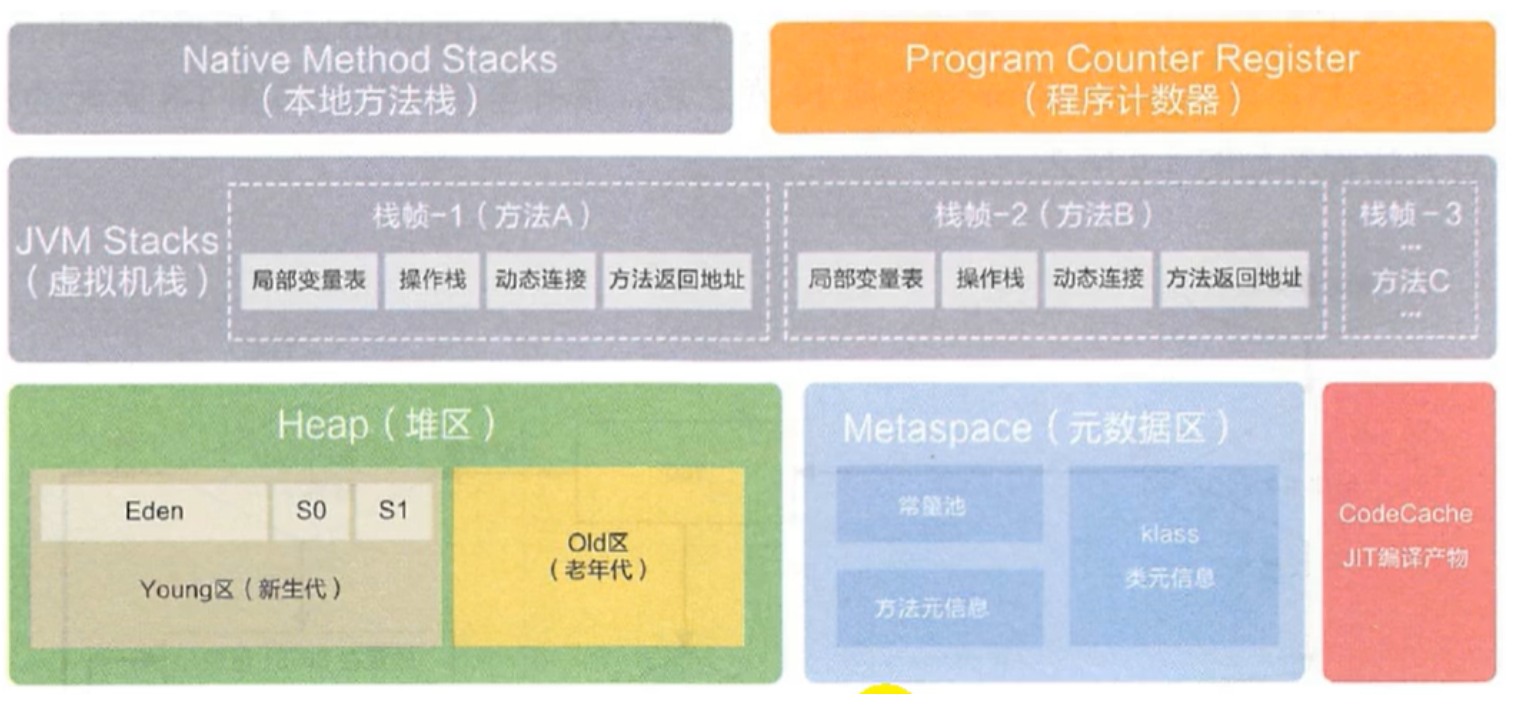 Native Method Stacks
（本地方法栈）
Program Counter Register
（程序计数器）
JVM Stacks
（虚拟机栈）
栈帧-1（方法A）
局部变量表
操作栈
动态连接
方法返回地址
栈帧-2（方法B）
局部变量表
操作栈
动态连接
方法返回地址
栈帧-3
...
方法C
...
Heap（堆区）
Eden
S0
S1
Young区（新生代）
Old区
（老年代）
Metaspace（元数据区）
常量池
方法元信息
klass
类元信息
CodeCache
JIT编译产物